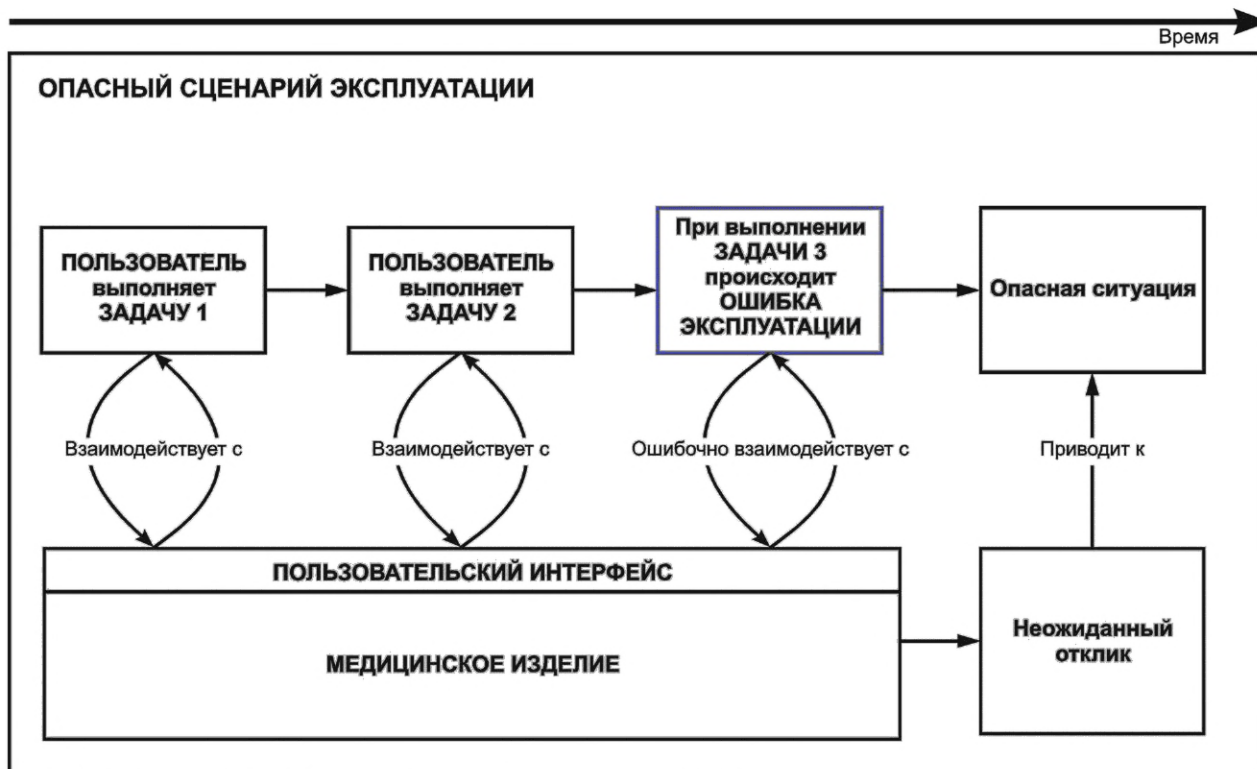 Время
ОПАСНЫЙ СЦЕНАРИЙ ЭКСПЛУАТАЦИИ
ПОЛЬЗОВАТЕЛЬ
выполняет
ЗАДАЧУ 1
ПОЛЬЗОВАТЕЛЬ
выполняет
ЗАДАЧУ 2
При выполнении
ЗАДАЧИ 3
происходит
ОШИБКА
ЭКСПЛУАТАЦИИ
Опасная ситуация
Взаимодействует с
Взаимодействует с
Ошибочно взаимодействует с
Приводит к
ПОЛЬЗОВАТЕЛЬСКИЙ ИНТЕРФЕЙС
МЕДИЦИНСКОЕ ИЗДЕЛИЕ
Неожиданный
отклик